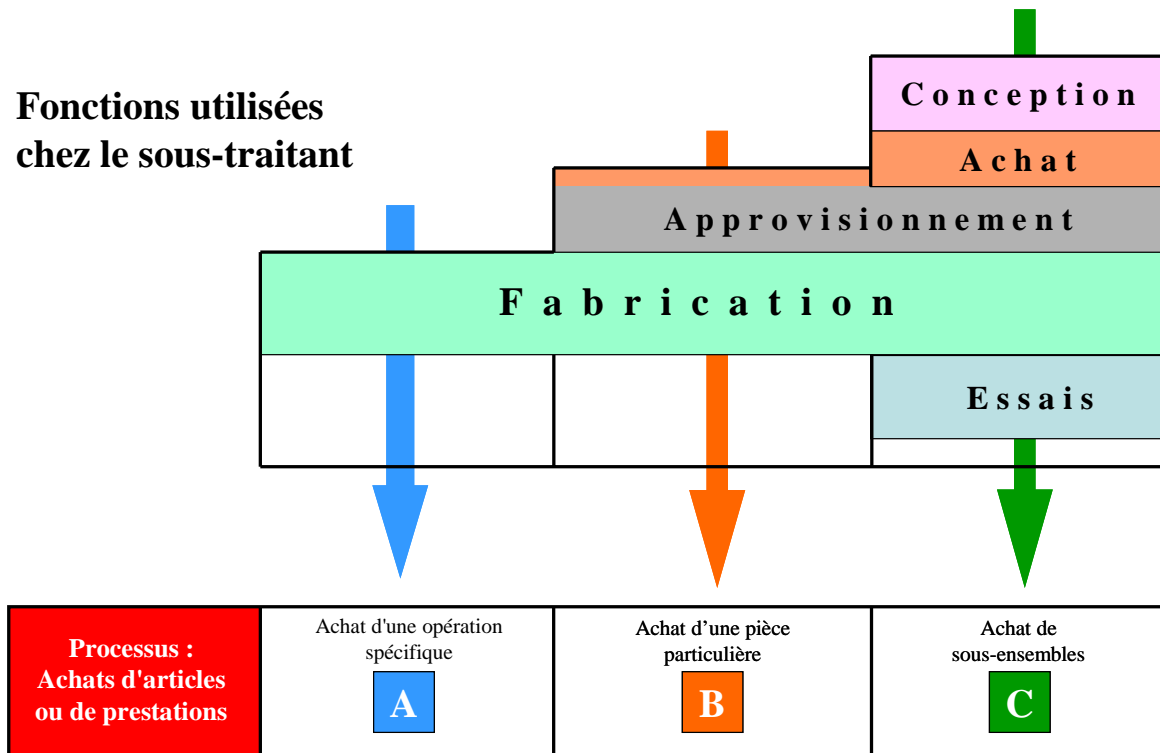 Fonctions utilisées
chez le sous-traitant
Conception
Achat
Approvisionnement
Fabrication
Essais
Processus :
Achats d'articles
ou de prestations
Achat d'une opération
spécifique
A
Achat d’une pièce
particulière
B
Achat de
sous-ensembles
C